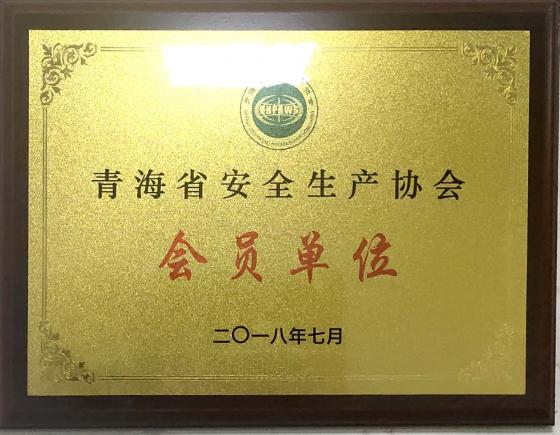 青海省安全生产协会
会员单位
二〇一八年七月